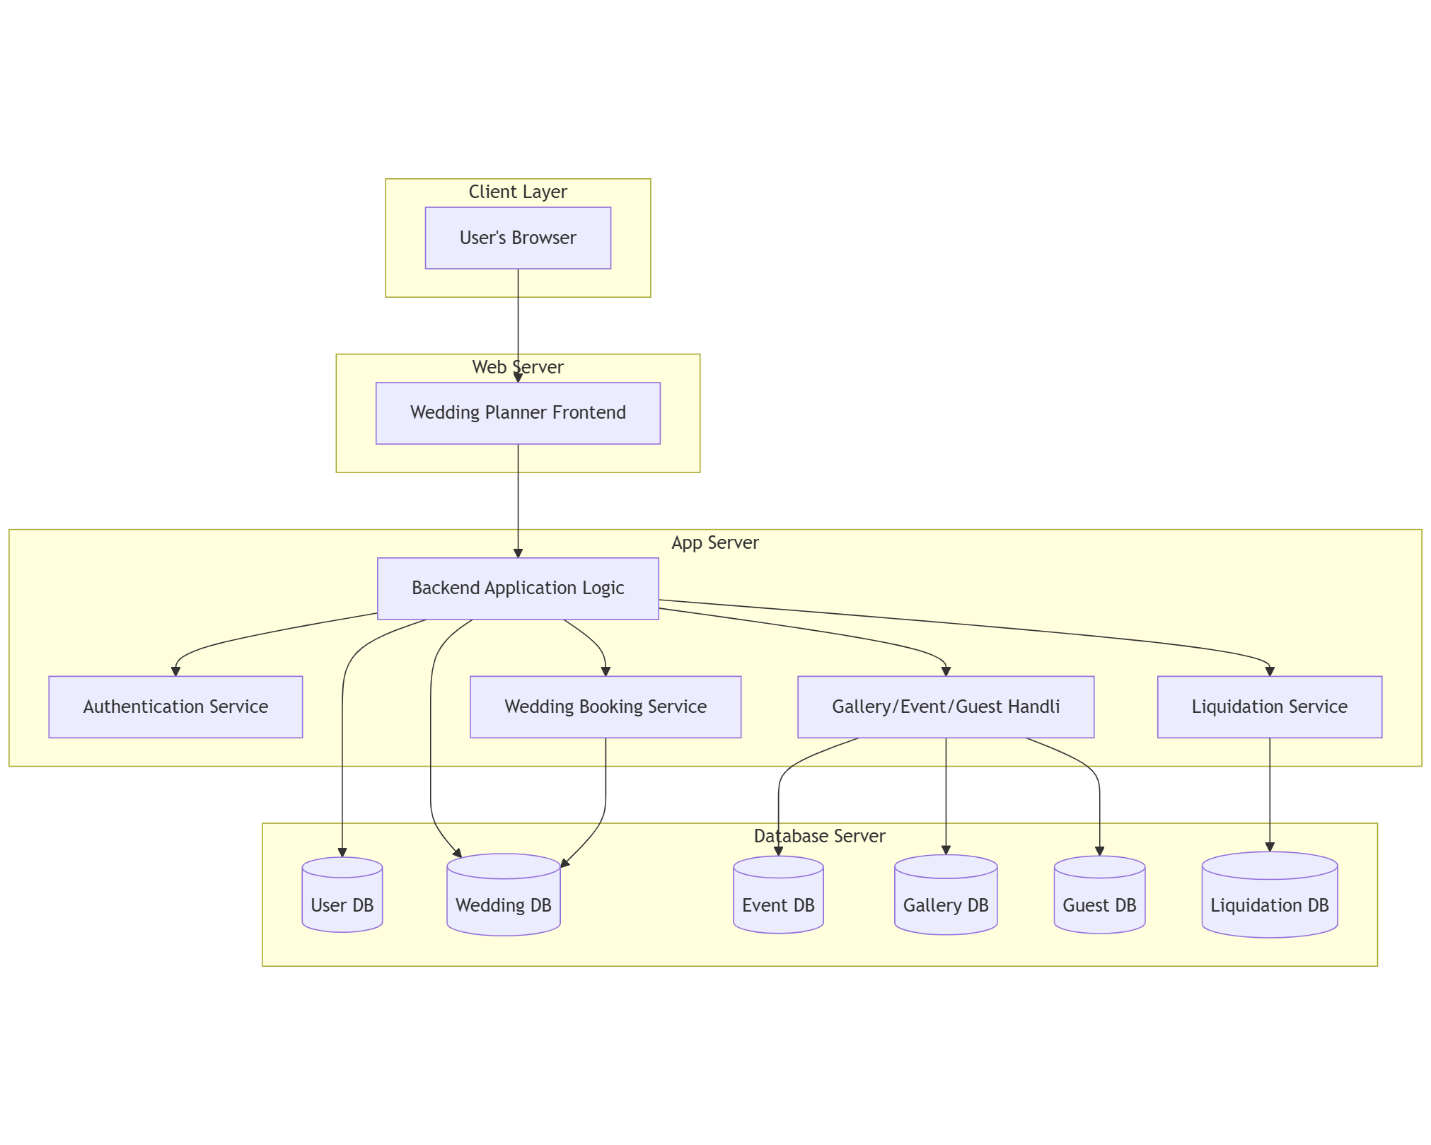 Client Layer
User's Browser
Web Server
Wedding Planner Frontend
App Server
Backend Application Logic
Authentication Service
Wedding Booking Service
Gallery/Event/Guest Handli
Liquidation Service
Database Server
User DB
Wedding DB
Event DB
Gallery DB
Guest DB
Liquidation DB